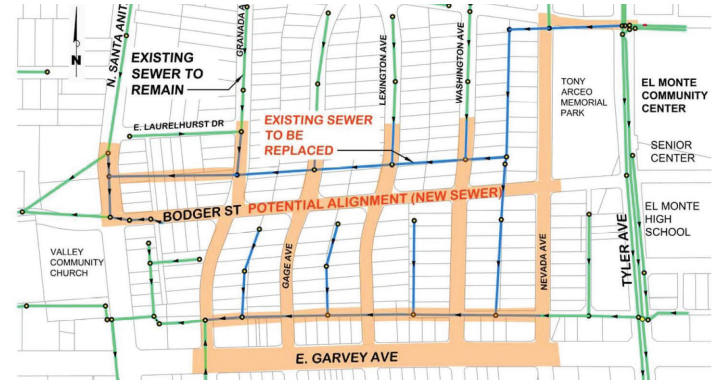 N. SANTA ANIT
N
EXISTING
SEWER TO
REMAIN
GRANADA A
LEXINGTON AVE
WASHINGTON AVE
TONY
ARCEO
MEMORIAL
PARK
EL MONTE
COMMUNITY
CENTER
E. LAURELHURST DR
EXISTING SEWER
TO BE
REPLACED
SENIOR
CENTER
BODGER ST POTENTIAL ALIGNMENT (NEW SEWER)
EL MONTE
HIGH
SCHOOL
VALLEY
COMMUNITY
CHURCH
GAGE AVE
NEVADA AVE
TYLER AVE
E. GARVEY AVE